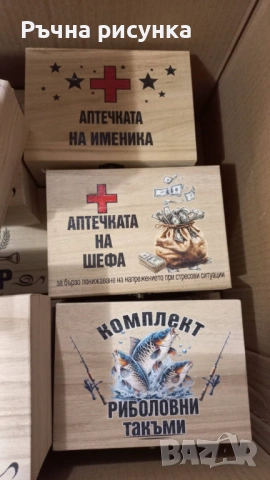 Ръчна рисунка
АПТЕЧКАТА
НА ИМЕНИКА
АПТЕЧКАТА
НА
ШЕФА
за бързо понижаване на напрежението при стресови ситуации
Р
КОМПЛЕКТ
РИБОЛОВНИ
ТАКЪМИ
BAZAR